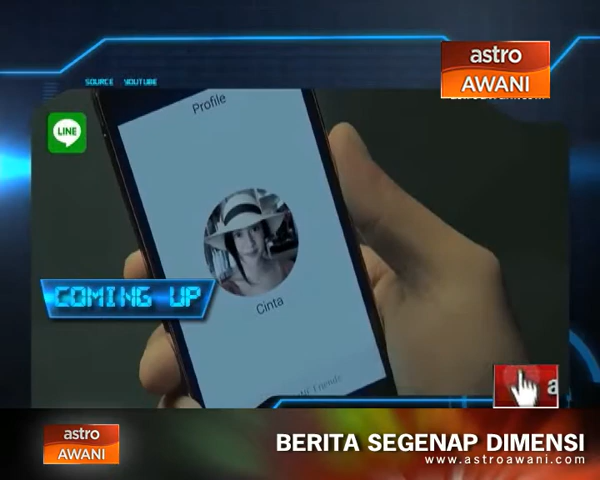 astro
AWANI
SOURCE YOUTUBE
Profile
LINE
COMING UP
Cinta
a
astro
AWANI
BERITA SEGENAP DIMENSI
www.astroawani.com